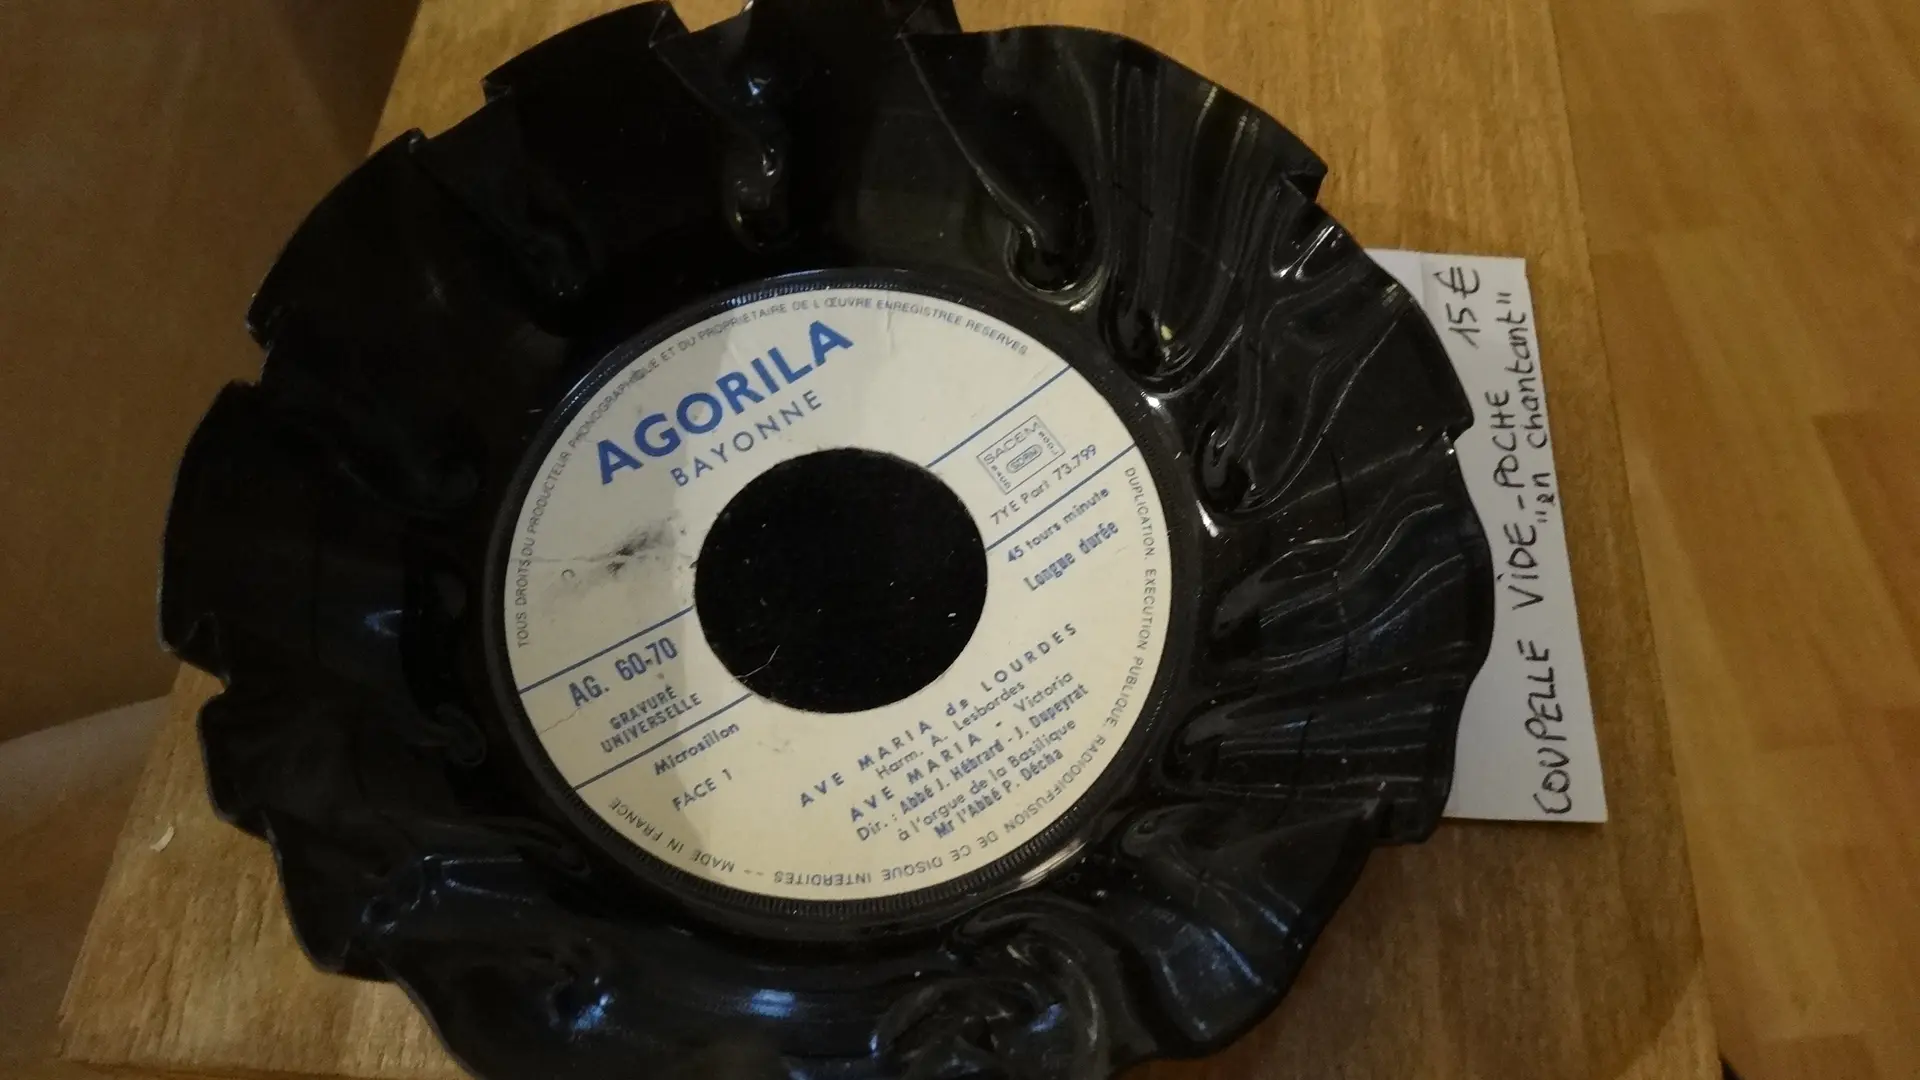 TOUS DROITS DU PRODUCTEUR PHONOGRAPHIQUE ET DU PROPRIETAIRE DE L'ŒUVRE ENREGISTREE RESERVES
AGORILA
BAYONNE
SACEM
7YE Part 73.799
45 tours minute
Longue durée
AG. 60-70
GRAVURE
UNIVERSELLE
Microsillon
FACE 1
AVE MARIA de LOURDES
Harm. A. Lesbordes
AVE MARIA - Victoria
Dir. : Abbé J. Hébrard - J. Dupeyrat
à l'orgue de la Basilique
Mr l'Abbé P. Décha
DUPLICATION, EXECUTION PUBLIQUE, RADIODIFFUSION DE CE DISQUE INTERDITES -- MADE IN FRANCE
15€
COUPELLE VIDE-POCHE
"en chantant"